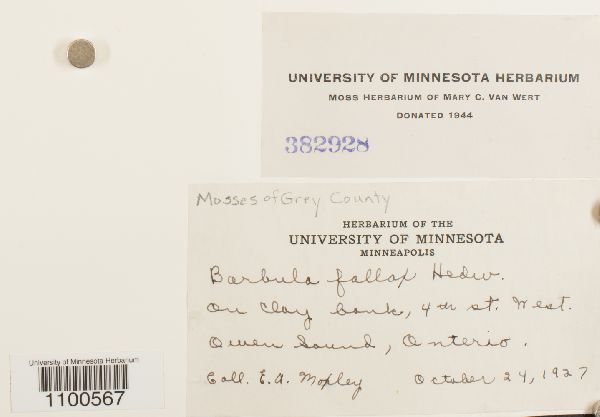 UNIVERSITY OF MINNESOTA HERBARIUM
MOSS HERBARIUM OF MARY C. VAN WERT
DONATED 1944
382928
Mosses of Grey County
HERBARIUM OF THE
UNIVERSITY OF MINNESOTA
MINNEAPOLIS
Barbula fallax Hedw.
On clay bank, 4th st. West.
Owen Sound, Onterio.
Coll. E.A. Moxley October 24, 1927
University of Minnesota Herbarium
1100567